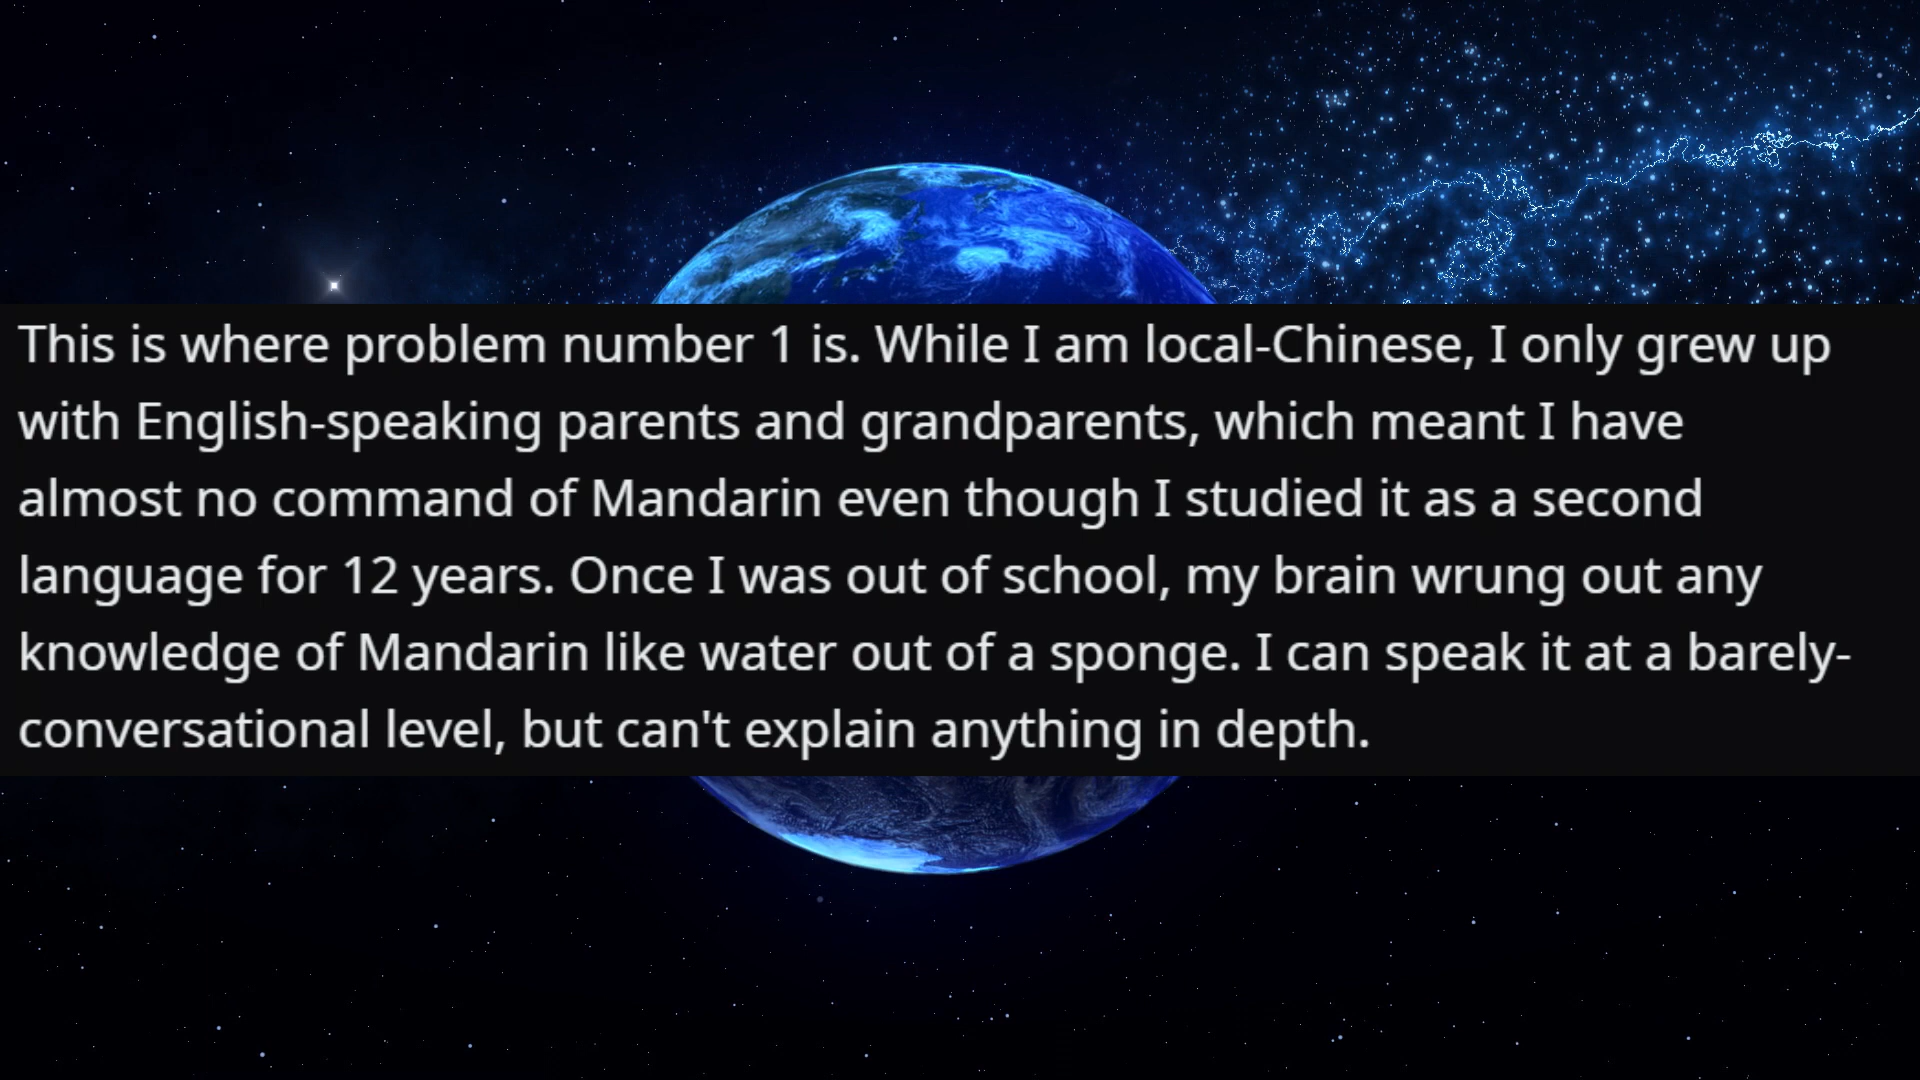 This is where problem number 1 is. While I am local-Chinese, I only grew up
with English-speaking parents and grandparents, which meant I have
almost no command of Mandarin even though I studied it as a second
language for 12 years. Once I was out of school, my brain wrung out any
knowledge of Mandarin like water out of a sponge. I can speak it at a barely-
conversational level, but can't explain anything in depth.